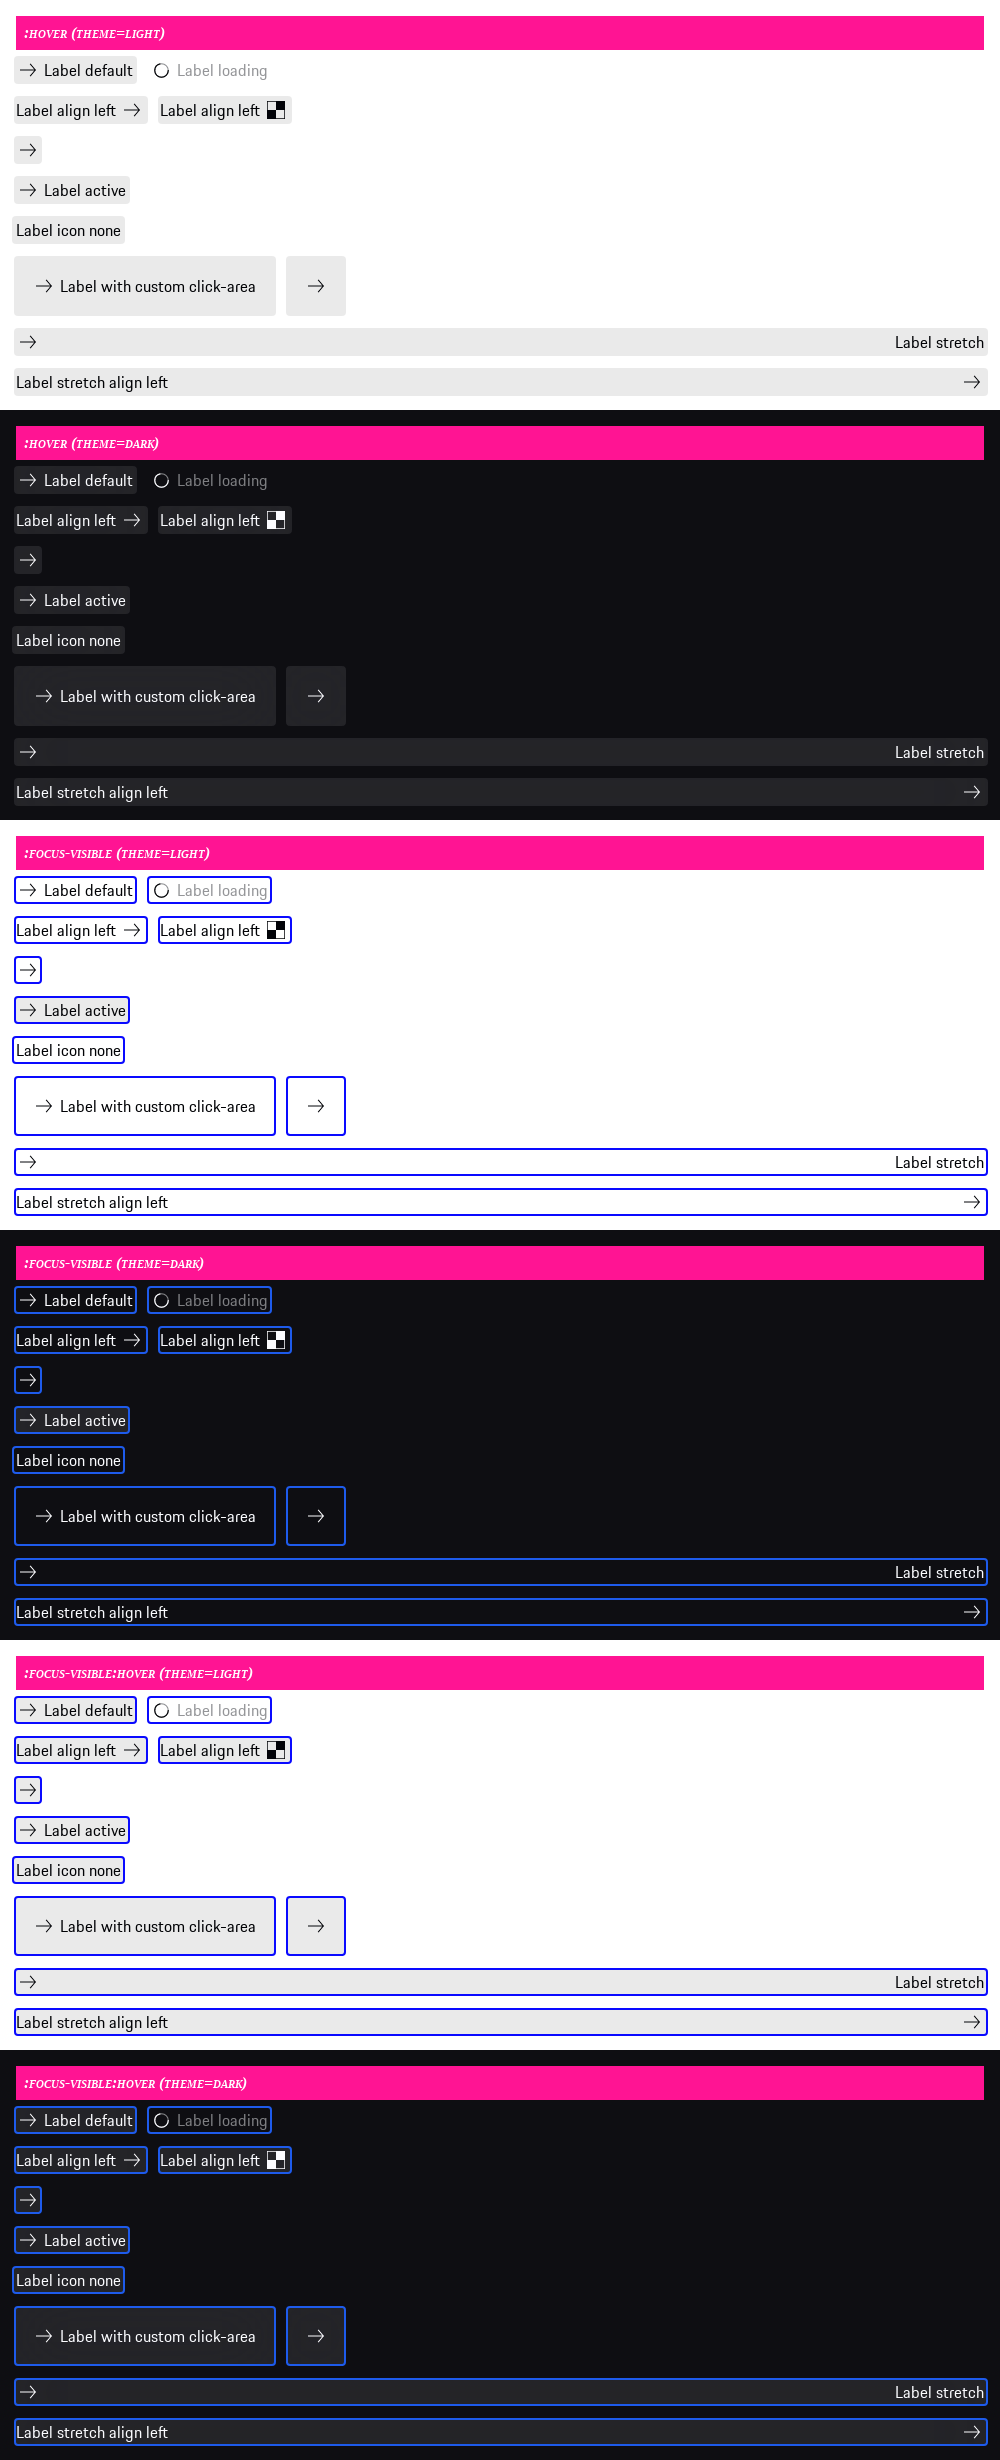 :HOVER (THEME=LIGHT)
Label default Label loading
Label align left Label align left
Label active
Label icon none
Label with custom click-area
Label stretch
Label stretch align left
:HOVER (THEME=DARK)
Label default Label loading
Label align left Label align left
Label active
Label icon none
Label with custom click-area
Label stretch
Label stretch align left
:FOCUS-VISIBLE (THEME=LIGHT)
Label default Label loading
Label align left Label align left
Label active
Label icon none
Label with custom click-area
Label stretch
Label stretch align left
:FOCUS-VISIBLE (THEME=DARK)
Label default Label loading
Label align left Label align left
Label active
Label icon none
Label with custom click-area
Label stretch
Label stretch align left
:FOCUS-VISIBLE:HOVER (THEME=LIGHT)
Label default Label loading
Label align left Label align left
Label active
Label icon none
Label with custom click-area
Label stretch
Label stretch align left
:FOCUS-VISIBLE:HOVER (THEME=DARK)
Label default Label loading
Label align left Label align left
Label active
Label icon none
Label with custom click-area
Label stretch
Label stretch align left